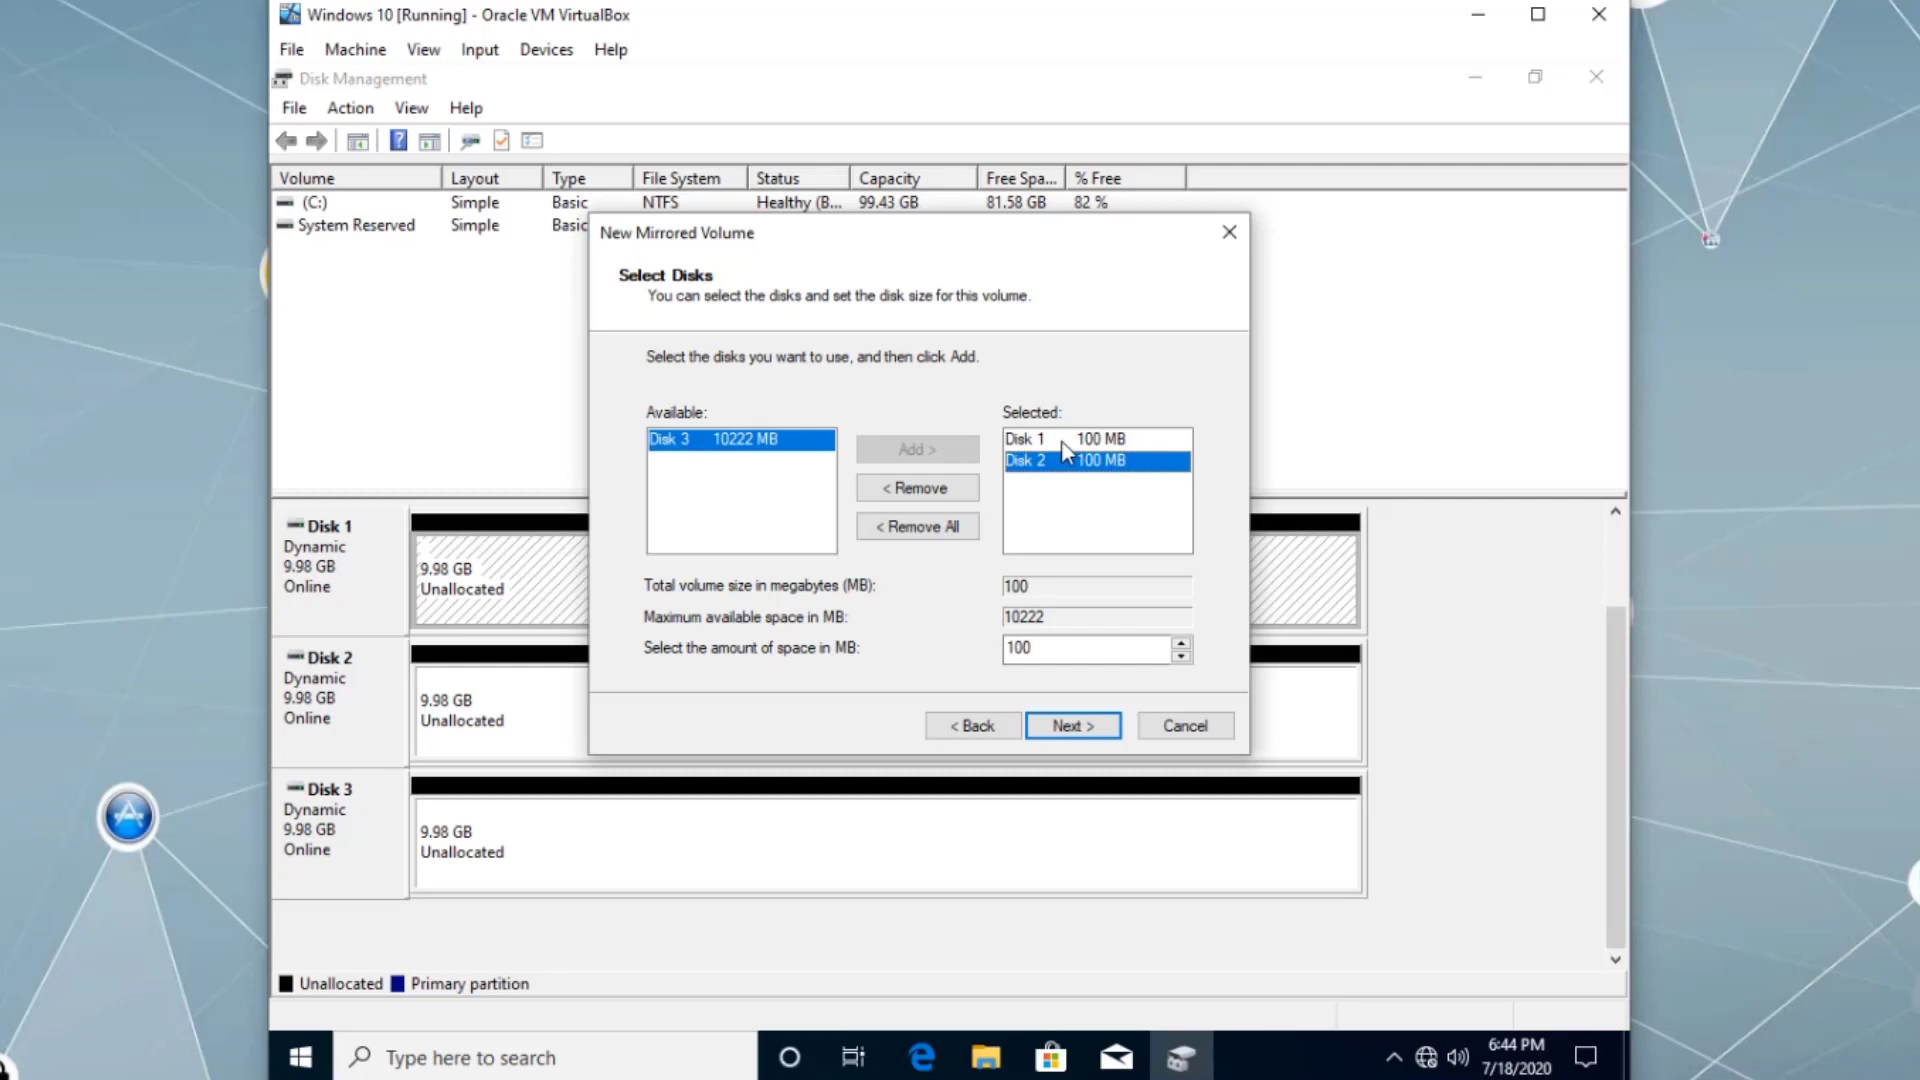 Windows 10 [Running] - Oracle VM VirtualBox
File Machine View Input Devices Help
Disk Management
File Action View Help
Volume Layout Type File System Status Capacity Free Spa... % Free
(C:) Simple Basic NTFS Healthy (B... 99.43 GB 81.58 GB 82 %
System Reserved Simple Basic
New Mirrored Volume
Select Disks
You can select the disks and set the disk size for this volume.
Select the disks you want to use, and then click Add.
Available: Selected:
Disk 3 10222 MB
Add >
< Remove
< Remove All
Disk 1 100 MB
Disk 2 100 MB
Total volume size in megabytes (MB): 100
Maximum available space in MB: 10222
Select the amount of space in MB: 100
< Back Next > Cancel
Disk 1
Dynamic
9.98 GB
Online
9.98 GB
Unallocated
Disk 2
Dynamic
9.98 GB
Online
9.98 GB
Unallocated
Disk 3
Dynamic
9.98 GB
Online
9.98 GB
Unallocated
Unallocated Primary partition
Type here to search
6:44 PM
7/18/2020